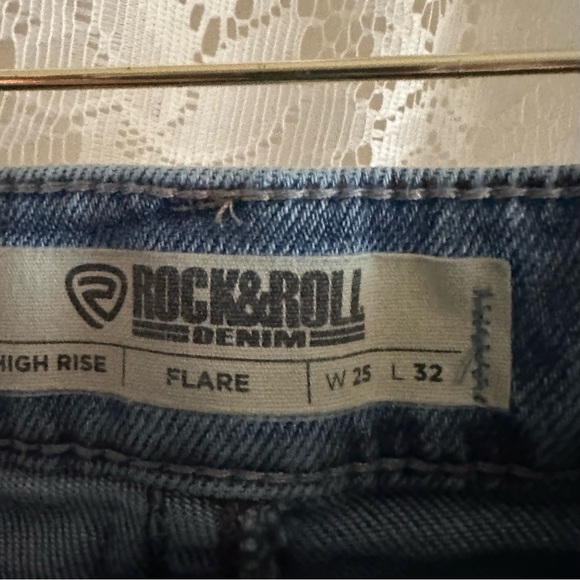 ROCK&ROLL
DENIM
HIGH RISE FLARE W 25 L 32